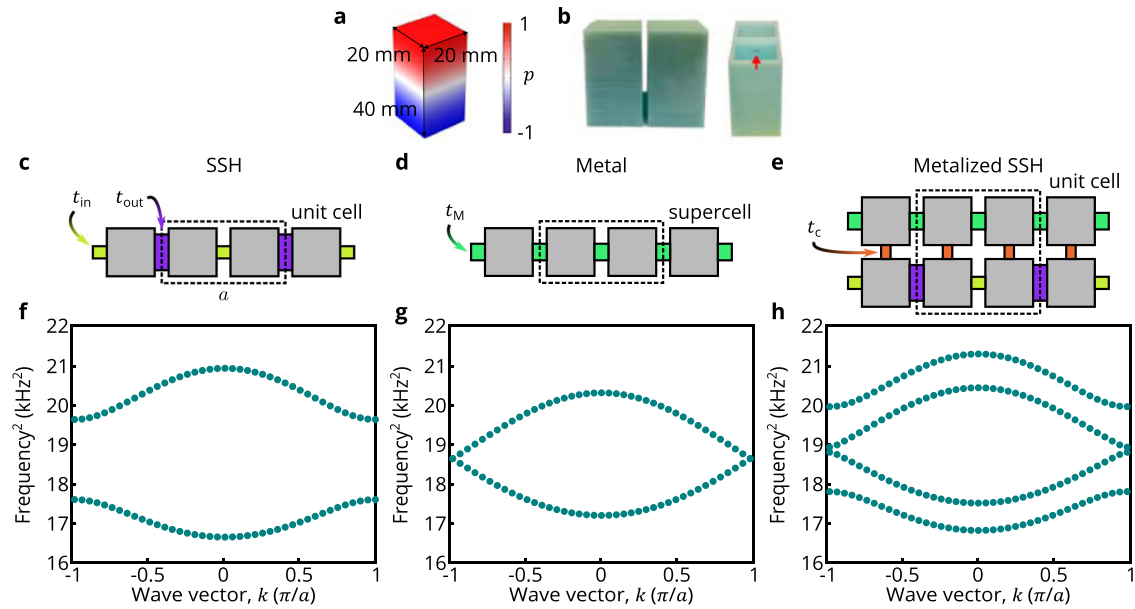 a
b
1
20 mm
20 mm
p
40 mm
-1
c
SSH
d
Metal
e
Metalized SSH
t_in
t_out
unit cell
a
t_M
supercell
unit cell
t_c
f
g
h
22
21
20
19
18
17
16
Frequency² (kHz²)
-1
-0.5
0
0.5
1
Wave vector, k (π/a)
22
21
20
19
18
17
16
Frequency² (kHz²)
-1
-0.5
0
0.5
1
Wave vector, k (π/a)
22
21
20
19
18
17
16
Frequency² (kHz²)
-1
-0.5
0
0.5
1
Wave vector, k (π/a)